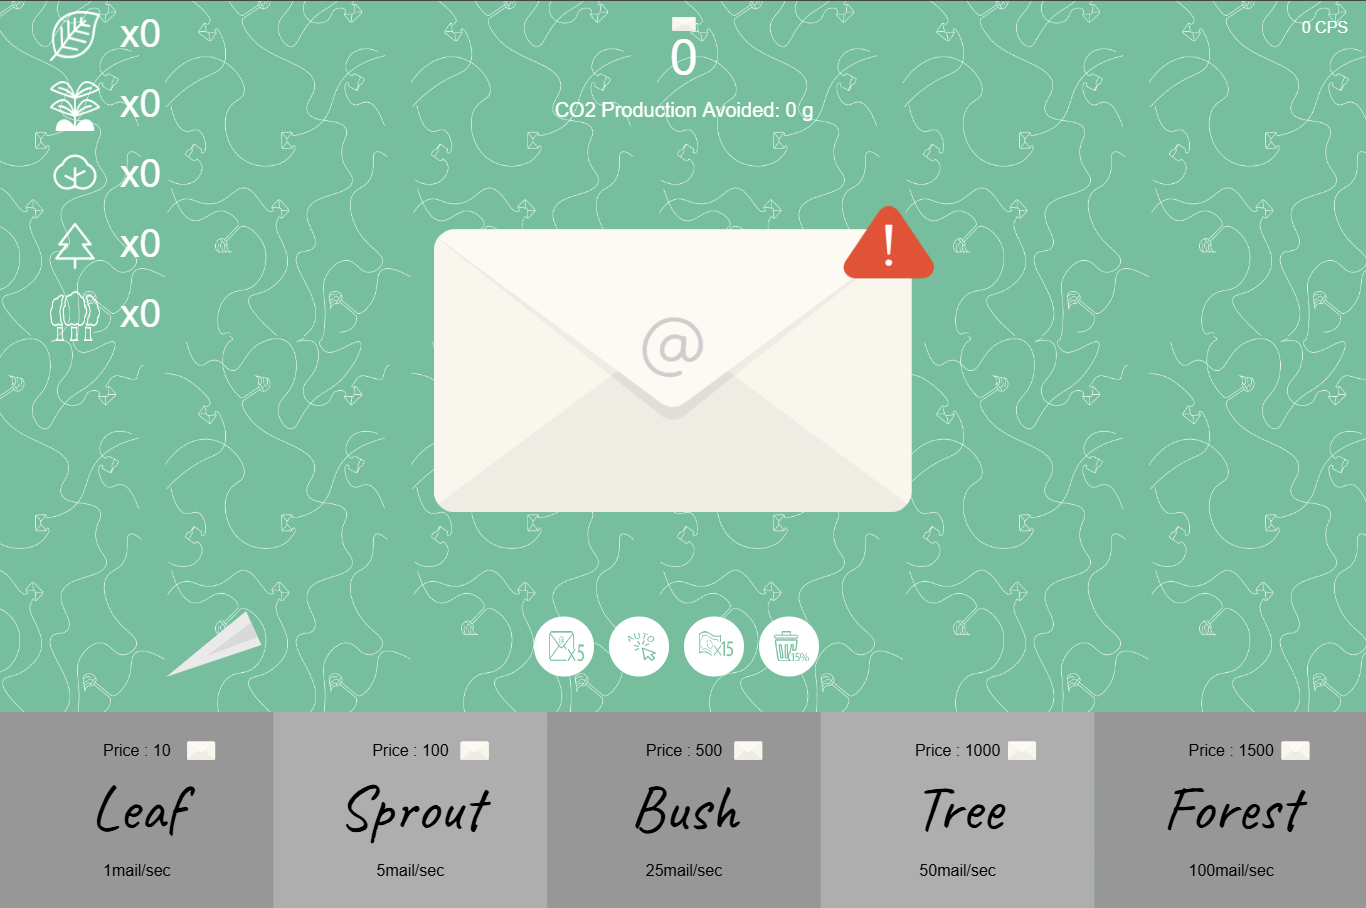 x0
x0
x0
x0
x0
0
CO2 Production Avoided: 0 g
0 CPS
@
!
X5
AUTO
X15
15%
Price : 10
Leaf
1mail/sec
Price : 100
Sprout
5mail/sec
Price : 500
Bush
25mail/sec
Price : 1000
Tree
50mail/sec
Price : 1500
Forest
100mail/sec